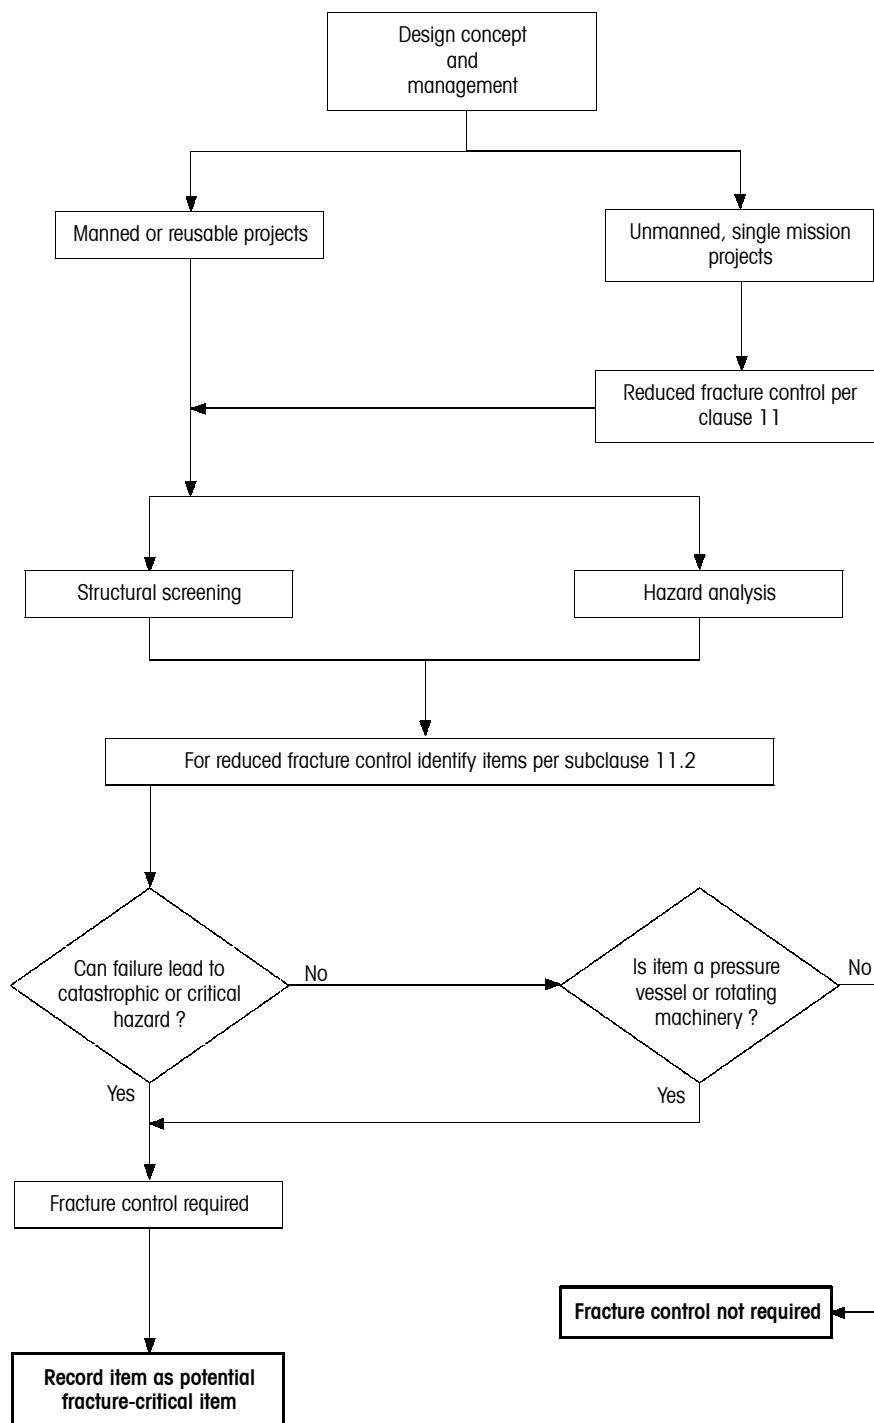 Design concept
and
management
Manned or reusable projects
Unmanned, single mission
projects
Reduced fracture control per
clause 11
Structural screening
Hazard analysis
For reduced fracture control identify items per subclause 11.2
Can failure lead to
catastrophic or critical
hazard ?
No
Is item a pressure
vessel or rotating
machinery ?
No
Yes
Yes
Fracture control required
Fracture control not required
Record item as potential
fracture-critical item